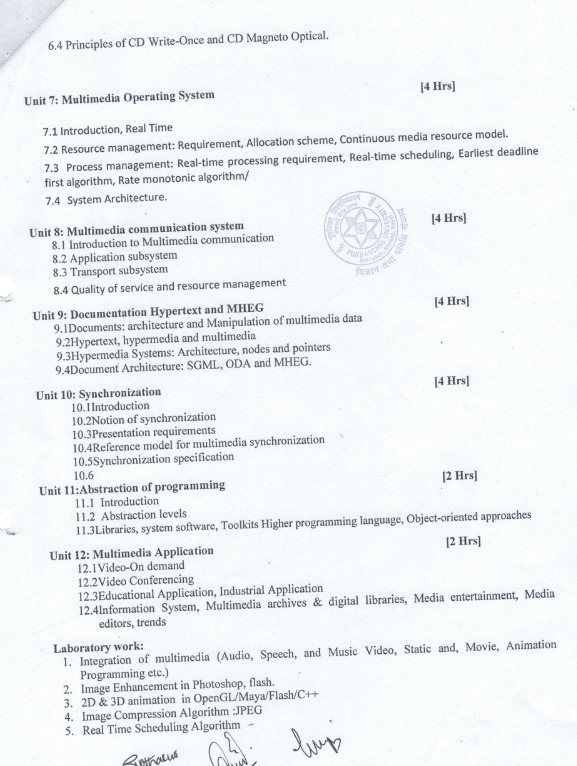 6.4 Principles of CD Write-Once and CD Magneto Optical.
Unit 7: Multimedia Operating System [4 Hrs]
7.1 Introduction, Real Time
7.2 Resource management: Requirement, Allocation scheme, Continuous media resource model.
7.3 Process management: Real-time processing requirement, Real-time scheduling, Earliest deadline
first algorithm, Rate monotonic algorithm/
7.4 System Architecture.
Unit 8: Multimedia communication system [4 Hrs]
8.1 Introduction to Multimedia communication
8.2 Application subsystem
8.3 Transport subsystem
8.4 Quality of service and resource management
PURBANCHAL
Unit 9: Documentation Hypertext and MHEG [4 Hrs]
9.1Documents: architecture and Manipulation of multimedia data
9.2Hypertext, hypermedia and multimedia
9.3Hypermedia Systems: Architecture, nodes and pointers
9.4Document Architecture: SGML, ODA and MHEG.
Unit 10: Synchronization [4 Hrs]
10.1Introduction
10.2Notion of synchronization
10.3Presentation requirements
10.4Reference model for multimedia synchronization
10.5Synchronization specification
10.6
Unit 11:Abstraction of programming [2 Hrs]
11.1 Introduction
11.2 Abstraction levels
11.3Libraries, system software, Toolkits Higher programming language, Object-oriented approaches
Unit 12: Multimedia Application [2 Hrs]
12.1Video-On demand
12.2Video Conferencing
12.3Educational Application, Industrial Application
12.4Information System, Multimedia archives & digital libraries, Media entertainment, Media
editors, trends
Laboratory work:
1. Integration of multimedia (Audio, Speech, and Music Video, Static and, Movie, Animation
Programming etc.)
2. Image Enhancement in Photoshop, flash.
3. 2D & 3D animation in OpenGL/Maya/Flash/C++
4. Image Compression Algorithm :JPEG
5. Real Time Scheduling Algorithm